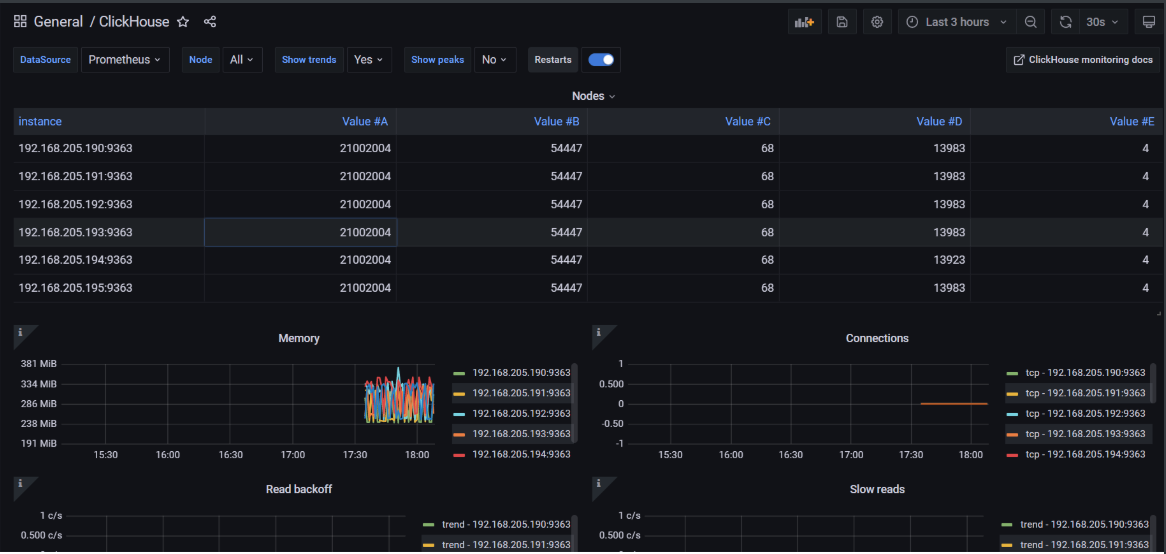 General / ClickHouse
Last 3 hours
30s
DataSource Prometheus Node All Show trends Yes Show peaks No Restarts ClickHouse monitoring docs
Nodes
instance Value #A Value #B Value #C Value #D Value #E
192.168.205.190:9363 21002004 54447 68 13983 4
192.168.205.191:9363 21002004 54447 68 13983 4
192.168.205.192:9363 21002004 54447 68 13983 4
192.168.205.193:9363 21002004 54447 68 13983 4
192.168.205.194:9363 21002004 54447 68 13923 4
192.168.205.195:9363 21002004 54447 68 13983 4
Memory
381 MiB
334 MiB
286 MiB
238 MiB
191 MiB
15:30 16:00 16:30 17:00 17:30 18:00
192.168.205.190:9363
192.168.205.191:9363
192.168.205.192:9363
192.168.205.193:9363
192.168.205.194:9363
Connections
1
0.500
0
-0.50
-1
15:30 16:00 16:30 17:00 17:30 18:00
tcp - 192.168.205.190:9363
tcp - 192.168.205.191:9363
tcp - 192.168.205.192:9363
tcp - 192.168.205.193:9363
tcp - 192.168.205.194:9363
Read backoff
1 c/s
0.500 c/s
trend - 192.168.205.190:9363
trend - 192.168.205.191:9363
Slow reads
1 c/s
0.500 c/s
trend - 192.168.205.190:9363
trend - 192.168.205.191:9363